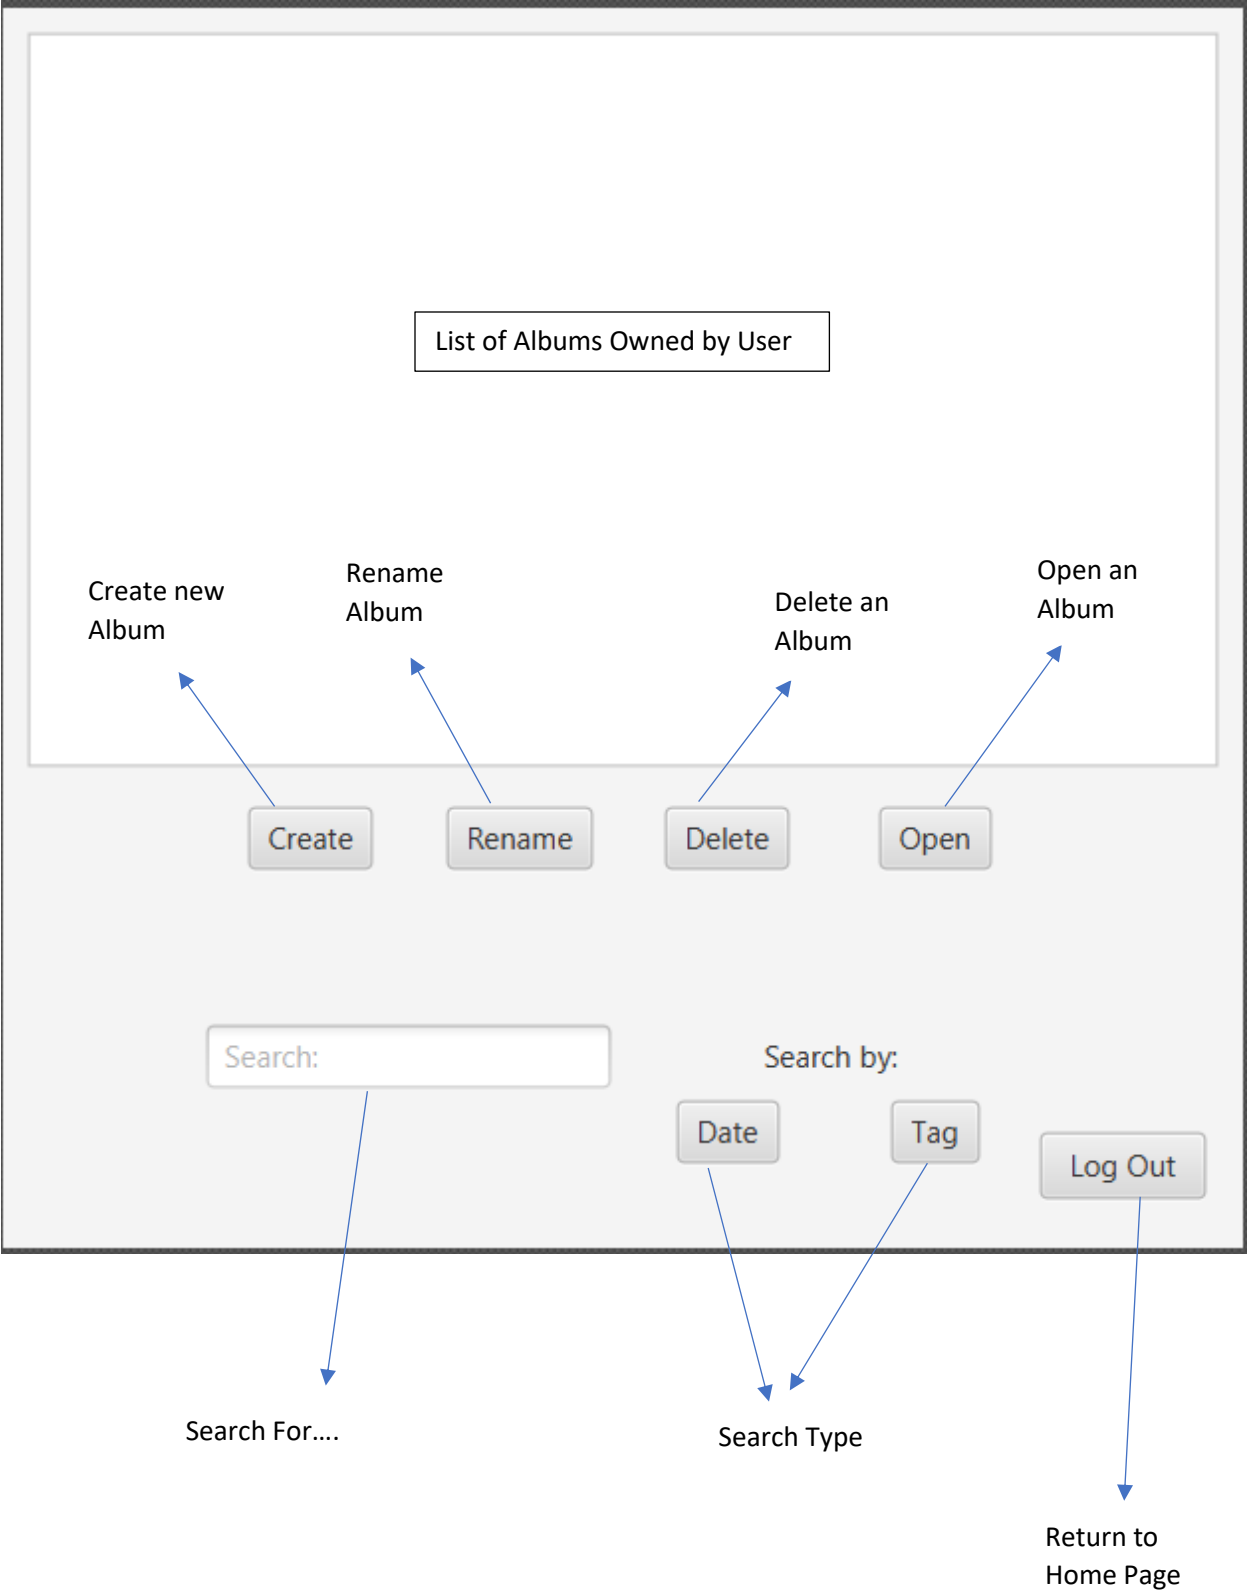 List of Albums Owned by User
Create new
Album
Rename
Album
Delete an
Album
Open an
Album
Create
Rename
Delete
Open
Search:
Search by:
Date
Tag
Log Out
Search For....
Search Type
Return to
Home Page